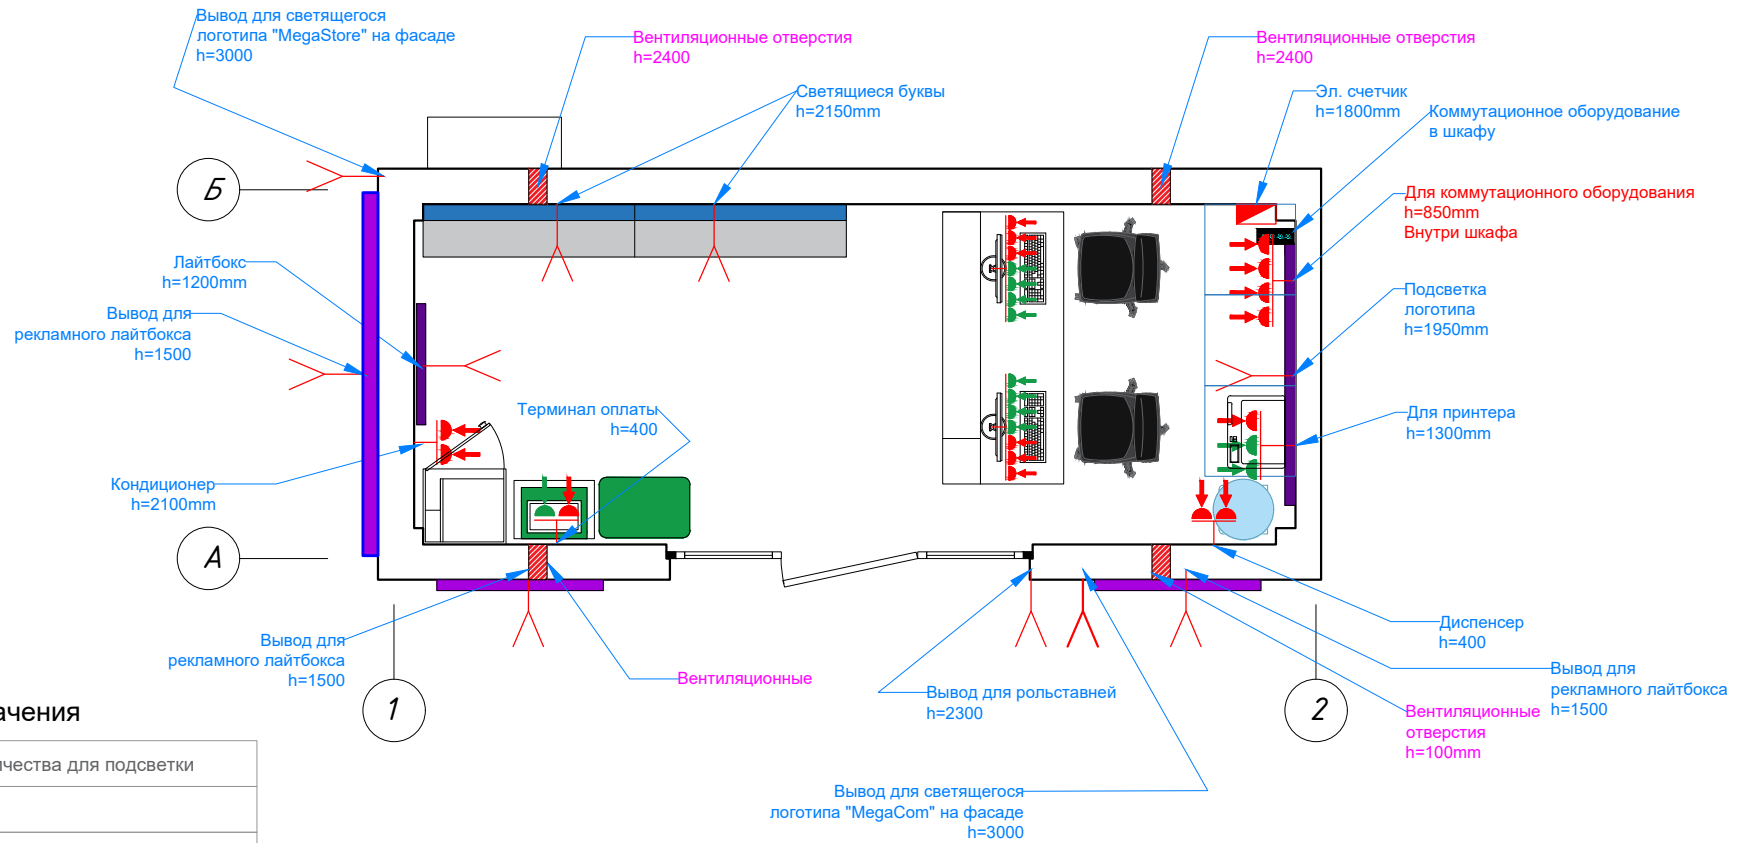 Вывод для светящегося
логотипа "MegaStore" на фасаде
h=3000
Вентиляционные отверстия
h=2400
Вентиляционные отверстия
h=2400
Светящиеся буквы
h=2150mm
Эл. счетчик
h=1800mm
Коммутационное оборудование
в шкафу
Б
Для коммутационного оборудования
h=850mm
Внутри шкафа
Лайтбокс
h=1200mm
Вывод для
рекламного лайтбокса
h=1500
Подсветка
логотипа
h=1950mm
Терминал оплаты
h=400
Для принтера
h=1300mm
Кондиционер
h=2100mm
А
Вывод для
рекламного лайтбокса
h=1500
Вентиляционные
Диспенсер
h=400
Вывод для
рекламного лайтбокса
h=1500
1
Вывод для рольставней
h=2300
2
Вентиляционные
отверстия
h=100mm
ачения
ичества для подсветки
Вывод для светящегося
логотипа "MegaCom" на фасаде
h=3000